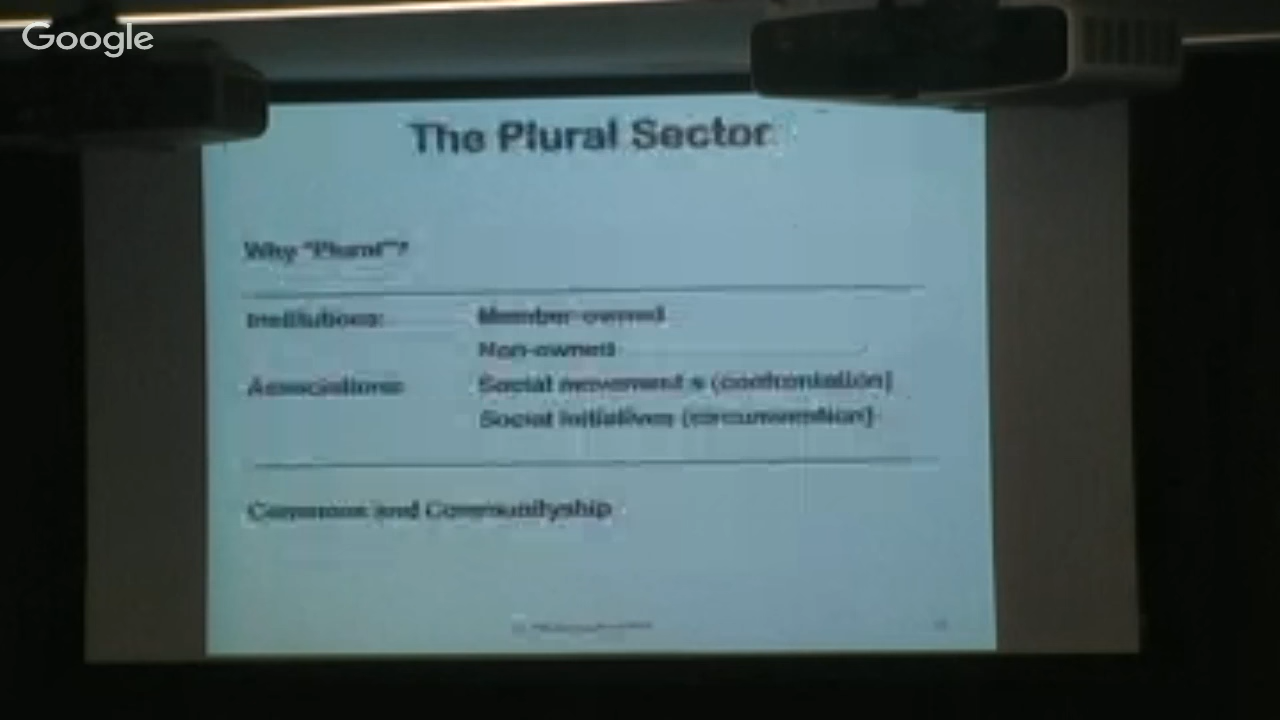 Google
The Plural Sector
Why "Plural"?
Institutions: Member-owned
Non-owned
Associations: Social movement s (confrontation)
Social initiatives (circumvention)
Commons and Communityship